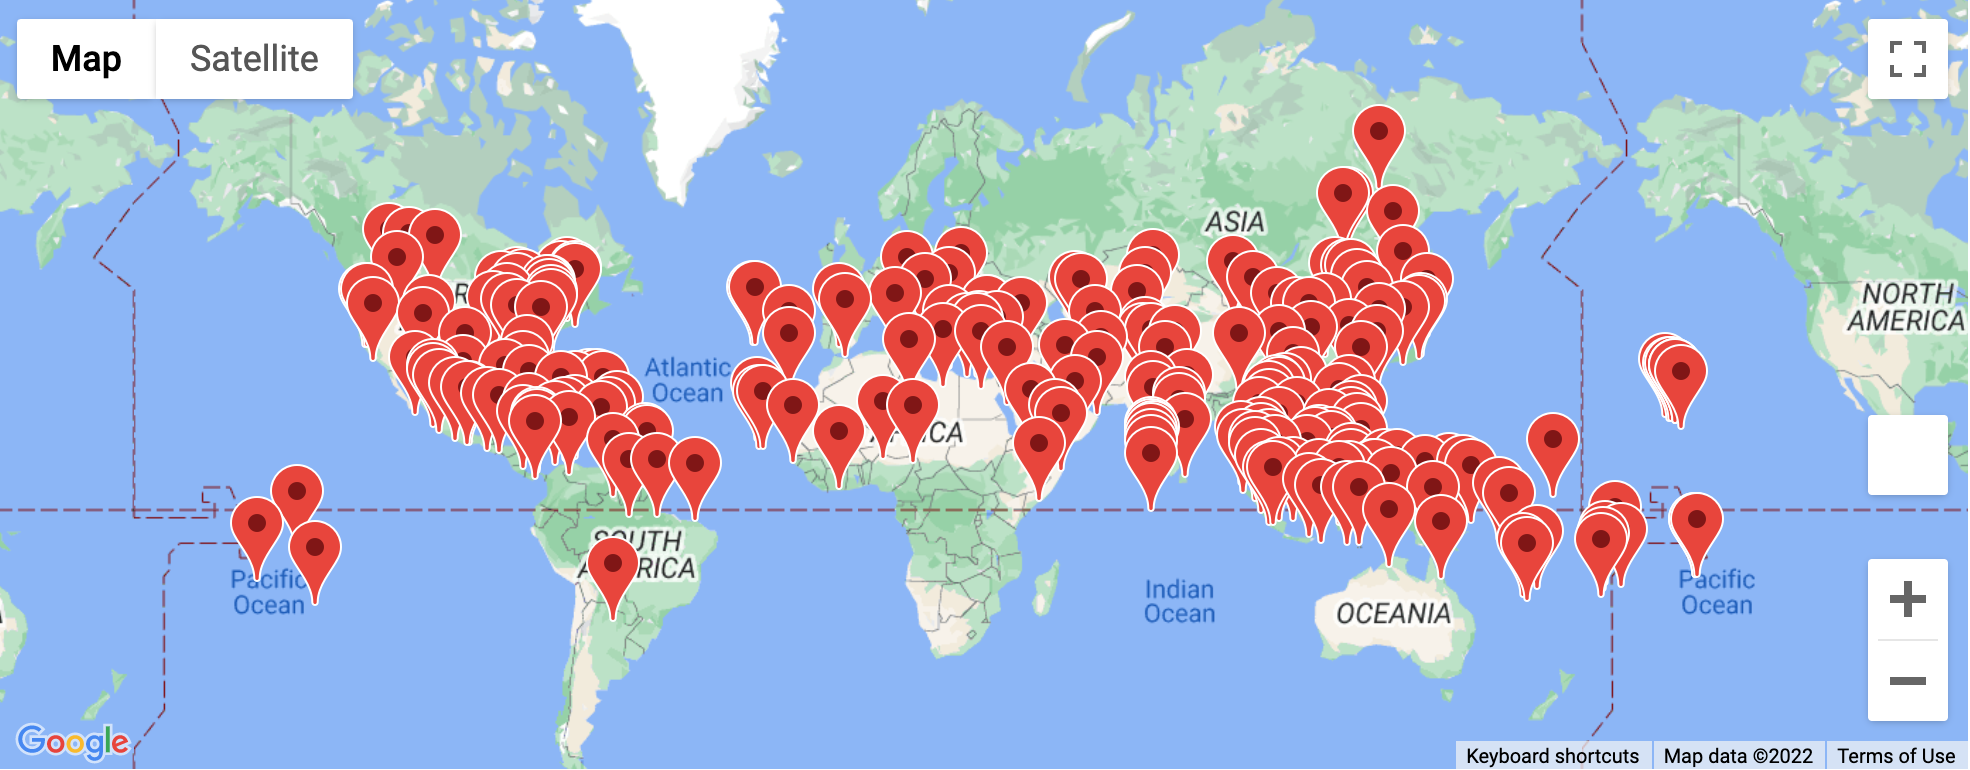 Map
Satellite
ASIA
NORTH
AMERICA
Atlantic
Ocean
SOUTH
AMERICA
Pacific
Ocean
Indian
Ocean
OCEANIA
Pacific
Ocean
Google
Keyboard shortcuts
Map data ©2022
Terms of Use